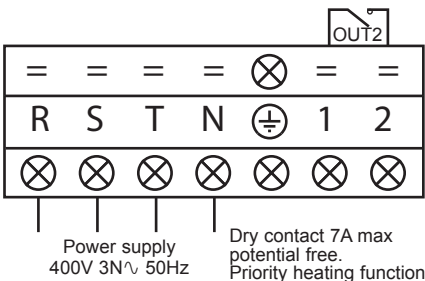 OUT2
= = = = = =
R S T N 1 2
Power supply
400V 3N∿ 50Hz
Dry contact 7A max
potential free.
Priority heating function